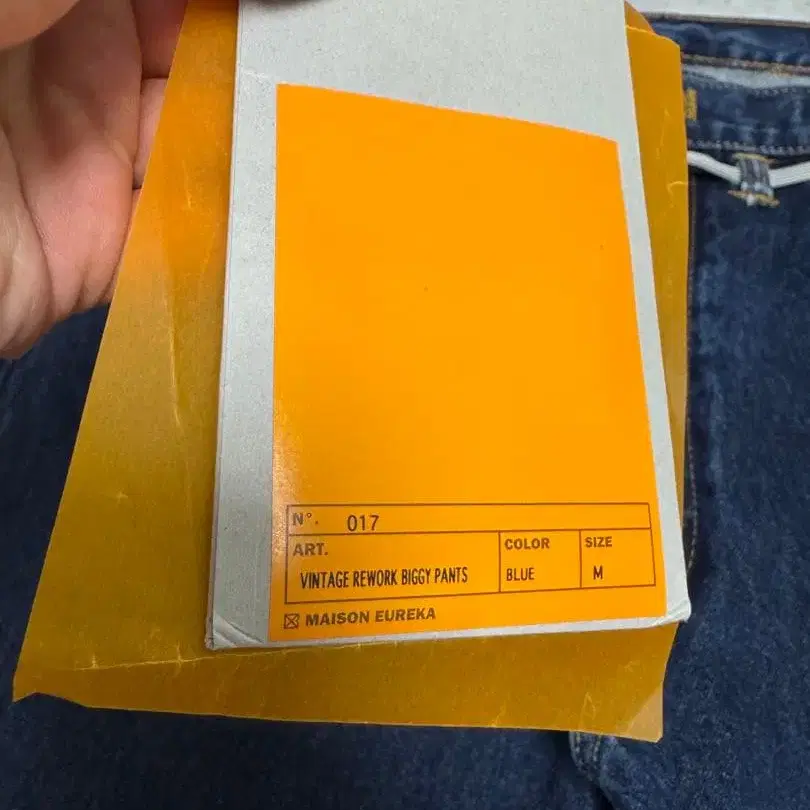 N°. 017
ART. COLOR SIZE
VINTAGE REWORK BIGGY PANTS BLUE M
MAISON EUREKA